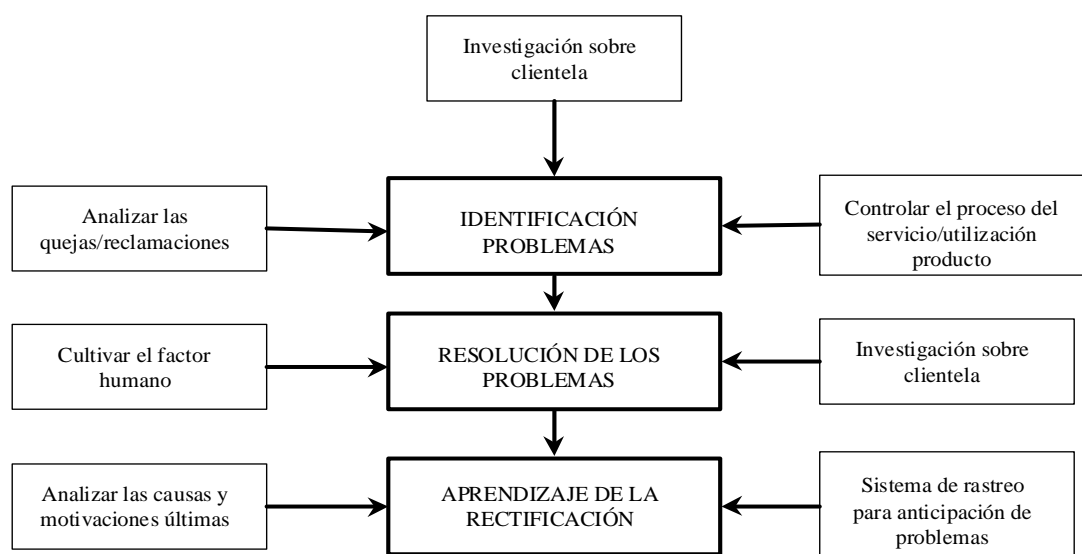 Investigación sobre
clientela
Analizar las
quejas/reclamaciones
IDENTIFICACIÓN
PROBLEMAS
Controlar el proceso del
servicio/utilización
producto
Cultivar el factor
humano
RESOLUCIÓN DE LOS
PROBLEMAS
Investigación sobre
clientela
Analizar las causas y
motivaciones últimas
APRENDIZAJE DE LA
RECTIFICACIÓN
Sistema de rastreo
para anticipación de
problemas